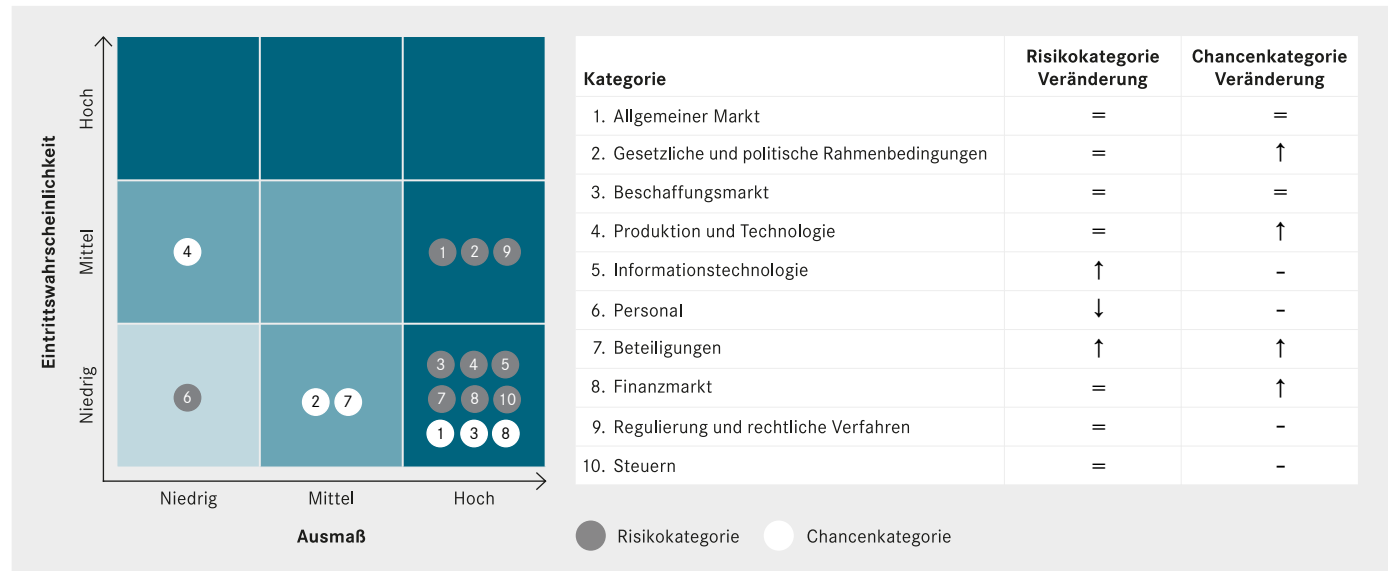 Eintrittswahrscheinlichkeit
Hoch
Mittel
Niedrig
4
1 2 9
6
2 7
3 4 5
7 8 10
1 3 8
Niedrig Mittel Hoch
Ausmaß
Kategorie Risikokategorie Veränderung Chancenkategorie Veränderung
1. Allgemeiner Markt = =
2. Gesetzliche und politische Rahmenbedingungen = ↑
3. Beschaffungsmarkt = =
4. Produktion und Technologie = ↑
5. Informationstechnologie ↑ –
6. Personal ↓ –
7. Beteiligungen ↑ ↑
8. Finanzmarkt = ↑
9. Regulierung und rechtliche Verfahren = –
10. Steuern = –
Risikokategorie Chancenkategorie